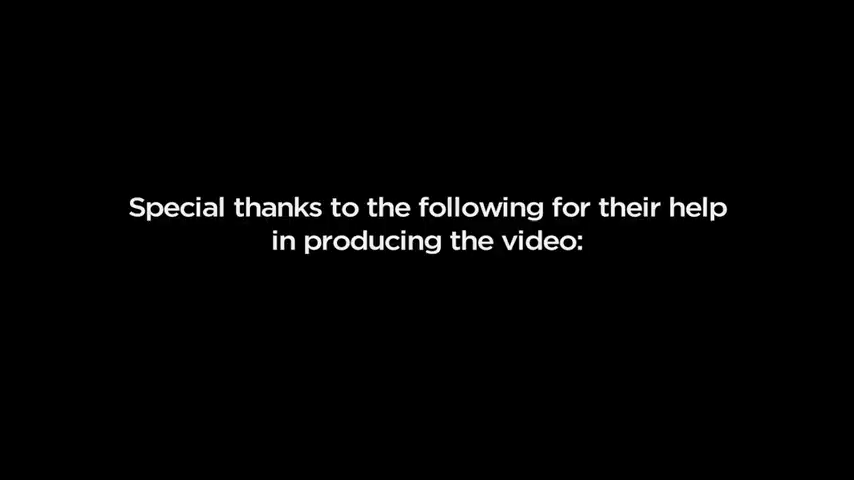 Special thanks to the following for their help
in producing the video: